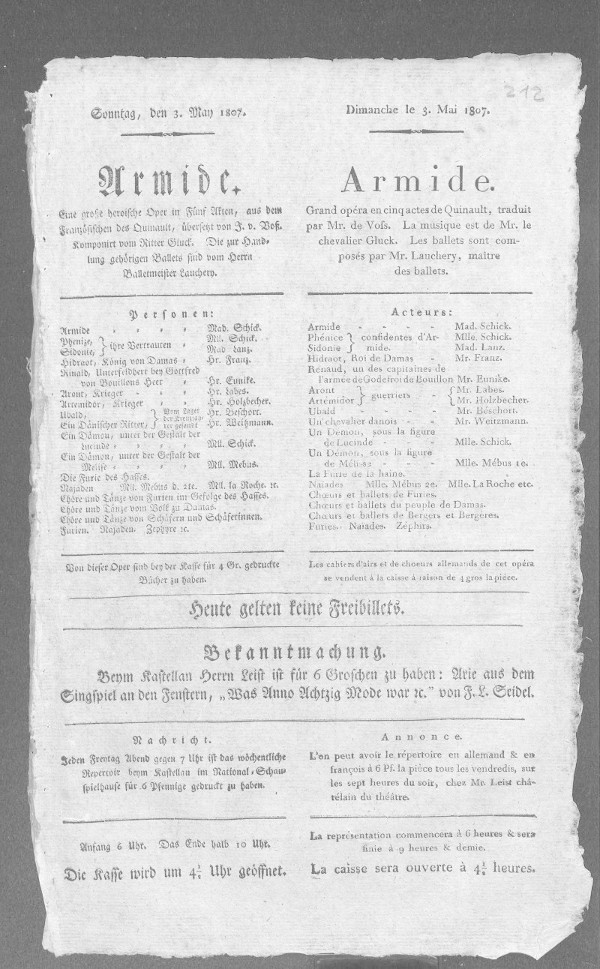 212
Sonntag, den 3. May 1807.
Armide.
Eine große heroische Oper in Fünf Akten, aus dem
Französischen des Quinault, übersetzt von J. v. Voß.
Komponirt vom Ritter Gluck. Die zur Hand-
lung gehörigen Ballets sind vom Herrn
Balletmeister Lauchery.
Personen:
Armide - - - - Mad. Schick.
Phenize, } ihre Vertrauten - Mll. Schick.
Sidonie, } Mad Lanz.
Hidraot, König von Damas - Hr. Franz.
Rinald, Unterfeldherr bey Gottfred
von Bouillons Heer - - Hr. Eunike.
Aront, Krieger - - - Hr. Labes.
Artemidor, Krieger - - Hr. Holzbecher.
Ubald, } Vom Lager Hr. Beschort.
Ein Dänischer Ritter, } Hr. Weitzmann.
Ein Dämon, unter der Gestalt der
Lucinde - - - - Mll. Schick.
Ein Dämon, unter der Gestalt der
Melise - - - - Mll. Mebus.
Die Furie des Hasses.
Najaden Mll. Mebus d. 2te. Mll. la Roche. ꝛc.
Chöre und Tänze von Furien im Gefolge des Hasses.
Chöre und Tänze vom Volk zu Damas.
Chöre und Tänze von Schäfern und Schäferinnen.
Furien. Najaden. Zephyre ꝛc.
Von dieser Oper sind bey der Kasse für 4 Gr. gedruckte
Bücher zu haben.
Dimanche le 3. Mai 1807.
Armide.
Grand opéra en cinq actes de Quinault, traduit
par Mr. de Voss. La musique est de Mr. le
chevalier Gluck. Les ballets sont com-
posés par Mr. Lauchery, maître
des ballets.
Acteurs:
Armide - - - - Mad. Schick.
Phénice } confidentes d'Ar- Mlle. Schick.
Sidonie } mide. - - Mad. Lanz.
Hidraot, Roi de Damas - Mr. Franz.
Renaud, un des capitaines de
l'armée de Godefroi de Bouillon Mr. Eunike.
Aront } guerriers - { Mr. Labes.
Artémidor } { Mr. Holzbecher.
Ubald - - - - Mr. Beschort.
Un chevalier danois - - Mr. Weitzmann.
Un Démon, sous la figure
de Lucinde - - - Mlle. Schick.
Un Démon, sous la figure
de Mélisse - - - Mlle. Mébus 1e.
La Furie de la haine.
Naïades Mlle. Mébus 2e. Mlle. La Roche etc.
Chœurs et ballets de Furies.
Chœurs et ballets du peuple de Damas.
Chœurs et ballets de Bergers et Bergeres.
Furies. Naïades. Zéphirs.
Les cahiers d'airs et de choeurs allemands de cet opéra
se vendent à la caisse à raison de 4 gros la pièce.
Heute gelten keine Freibillets.
Bekanntmachung.
Beym Kastellan Herrn Leist ist für 6 Groschen zu haben: Arie aus dem
Singspiel an den Fenstern, „Was Anno Achtzig Mode war ꝛc.“ von F. L. Seidel.
Nachricht.
Jeden Freytag Abend gegen 7 Uhr ist das wöchentliche
Repertoir beym Kastellan im National-Schau-
spielhause für 6 Pfennige gedruckt zu haben.
Annonce.
L'on peut avoir le répertoire en allemand & en
françois à 6 Pf. la pièce tous les vendredis, sur
les sept heures du soir, chez Mr. Leist châ-
télain du théâtre.
Anfang 6 Uhr. Das Ende halb 10 Uhr.
Die Kasse wird um 4¼ Uhr geöffnet.
La représentation commencera à 6 heures & sera
finie à 9 heures & demie.
La caisse sera ouverte à 4¼ heures.